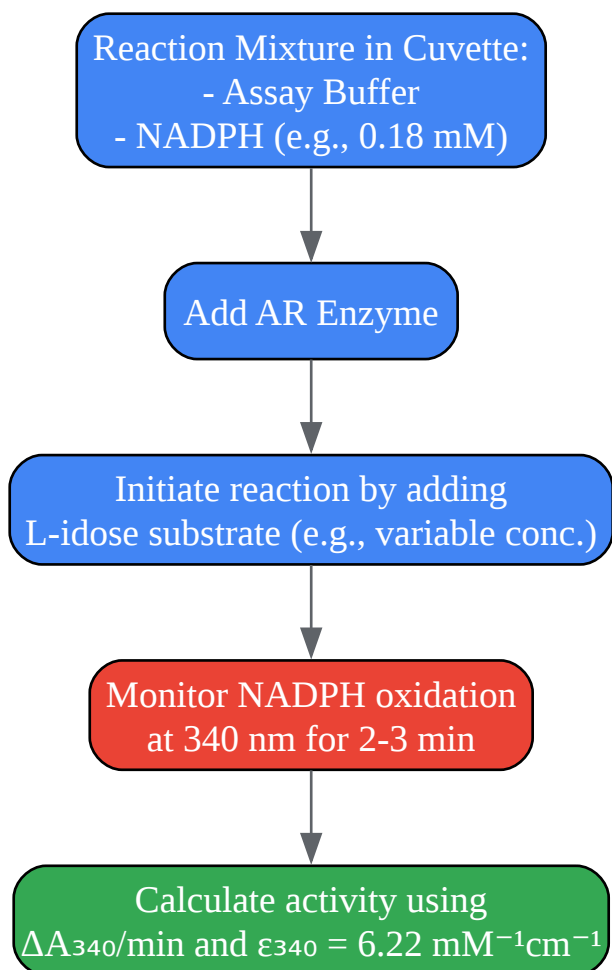 Reaction Mixture in Cuvette:
- Assay Buffer
- NADPH (e.g., 0.18 mM)
Add AR Enzyme
Initiate reaction by adding
L-idose substrate (e.g., variable conc.)
Monitor NADPH oxidation
at 340 nm for 2-3 min
Calculate activity using
ΔA₃₄₀/min and ε₃₄₀ = 6.22 mM⁻¹cm⁻¹